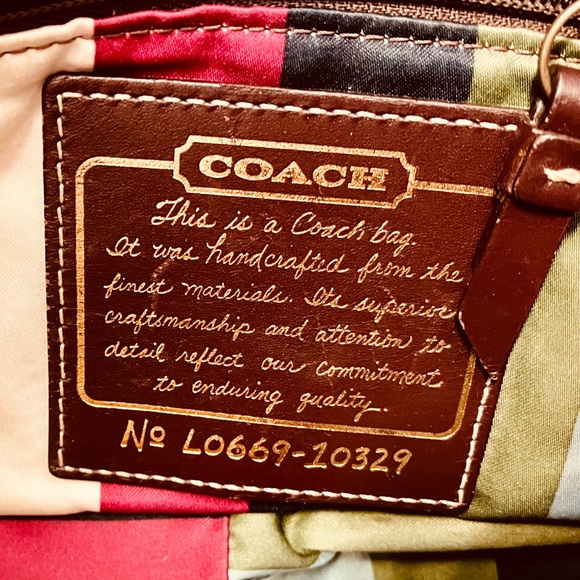 COACH
This is a Coach bag.
It was handcrafted from the
finest materials. Its superior
craftsmanship and attention to
detail reflect our commitment
to enduring quality.
Nº L0669-10329